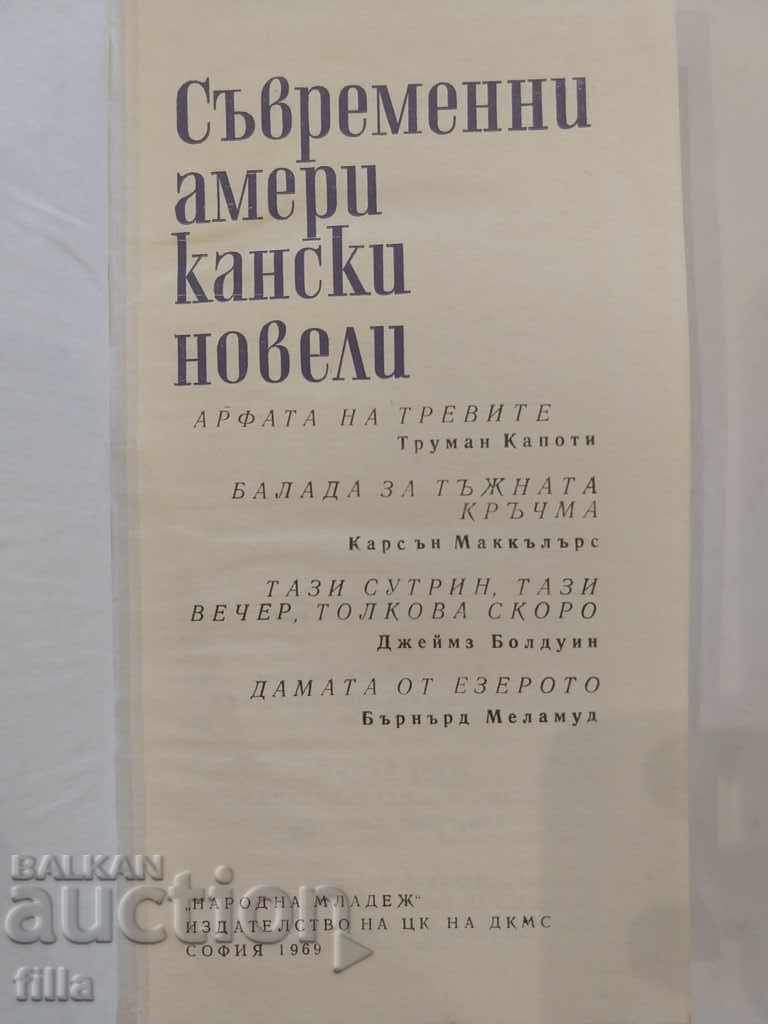 Съвременни
амери
кански
новели
АРФАТА НА ТРЕВИТЕ
Труман Капоти
БАЛАДА ЗА ТЪЖНАТА
КРЪЧМА
Карсън Маккълърс
ТАЗИ СУТРИН, ТАЗИ
ВЕЧЕР, ТОЛКОВА СКОРО
Джеймз Болдуин
ДАМАТА ОТ ЕЗЕРОТО
Бърнърд Меламуд
„НАРОДНА МЛАДЕЖ“
ИЗДАТЕЛСТВО НА ЦК НА ДКМС
СОФИЯ 1969
BALKAN
auction
filla